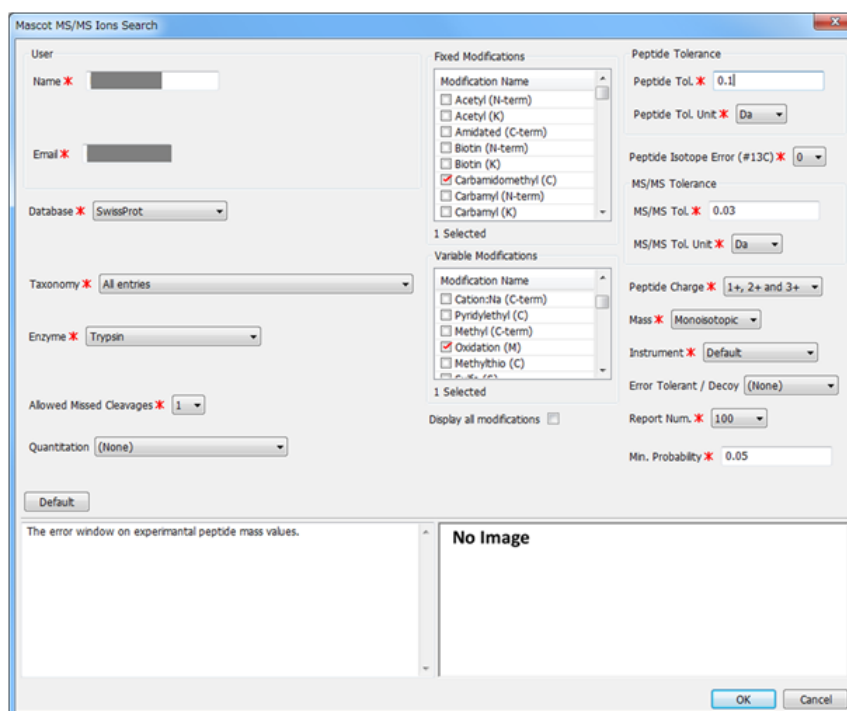 Mascot MS/MS Ions Search
User
Name *
Email *
Database * SwissProt
Taxonomy * All entries
Enzyme * Trypsin
Allowed Missed Cleavages * 1
Quantitation (None)
Default
Fixed Modifications
Modification Name
Acetyl (N-term)
Acetyl (K)
Amidated (C-term)
Biotin (N-term)
Biotin (K)
Carbamidomethyl (C)
Carbamyl (N-term)
Carbamyl (K)
1 Selected
Variable Modifications
Modification Name
Cation:Na (C-term)
Pyridylethyl (C)
Methyl (C-term)
Oxidation (M)
Methylthio (C)
1 Selected
Display all modifications
Peptide Tolerance
Peptide Tol. * 0.1
Peptide Tol. Unit * Da
Peptide Isotope Error (#13C) * 0
MS/MS Tolerance
MS/MS Tol. * 0.03
MS/MS Tol. Unit * Da
Peptide Charge * 1+, 2+ and 3+
Mass * Monoisotopic
Instrument * Default
Error Tolerant / Decoy (None)
Report Num. * 100
Min. Probability * 0.05
The error window on experimantal peptide mass values.
No Image
OK
Cancel